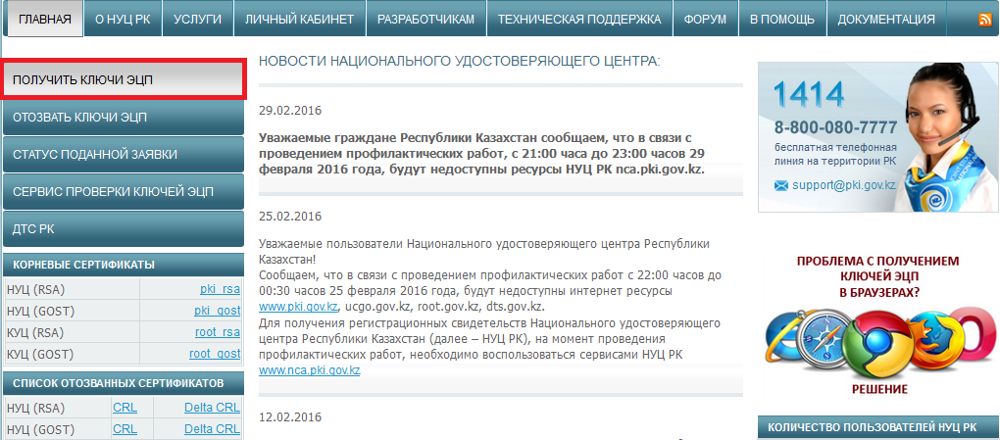 ГЛАВНАЯ О НУЦ РК УСЛУГИ ЛИЧНЫЙ КАБИНЕТ РАЗРАБОТЧИКАМ ТЕХНИЧЕСКАЯ ПОДДЕРЖКА ФОРУМ В ПОМОЩЬ ДОКУМЕНТАЦИЯ
ПОЛУЧИТЬ КЛЮЧИ ЭЦП
ОТОЗВАТЬ КЛЮЧИ ЭЦП
СТАТУС ПОДАННОЙ ЗАЯВКИ
СЕРВИС ПРОВЕРКИ КЛЮЧЕЙ ЭЦП
ДТС РК
КОРНЕВЫЕ СЕРТИФИКАТЫ
НУЦ (RSA) pki_rsa
НУЦ (GOST) pki_gost
КУЦ (RSA) root_rsa
КУЦ (GOST) root_gost
СПИСОК ОТОЗВАННЫХ СЕРТИФИКАТОВ
НУЦ (RSA) CRL Delta CRL
НУЦ (GOST) CRL Delta CRL
НОВОСТИ НАЦИОНАЛЬНОГО УДОСТОВЕРЯЮЩЕГО ЦЕНТРА:
29.02.2016
Уважаемые граждане Республики Казахстан сообщаем, что в связи с
проведением профилактических работ, с 21:00 часа до 23:00 часов 29
февраля 2016 года, будут недоступны ресурсы НУЦ РК nca.pki.gov.kz.
25.02.2016
Уважаемые пользователи Национального удостоверяющего центра Республики
Казахстан!
Сообщаем, что в связи с проведением профилактических работ с 22:00 часов до
00:30 часов 25 февраля 2016 года, будут недоступны интернет ресурсы
www.pki.gov.kz, ucgo.gov.kz, root.gov.kz, dts.gov.kz.
Для получения регистрационных свидетельств Национального удостоверяющего
центра Республики Казахстан (далее – НУЦ РК), на момент проведения
профилактических работ, необходимо воспользоваться сервисами НУЦ РК
www.nca.pki.gov.kz
12.02.2016
1414
8-800-080-7777
бесплатная телефонная
линия на территории РК
support@pki.gov.kz
ПРОБЛЕМА С ПОЛУЧЕНИЕМ
КЛЮЧЕЙ ЭЦП
В БРАУЗЕРАХ?
РЕШЕНИЕ
КОЛИЧЕСТВО ПОЛЬЗОВАТЕЛЕЙ НУЦ РК